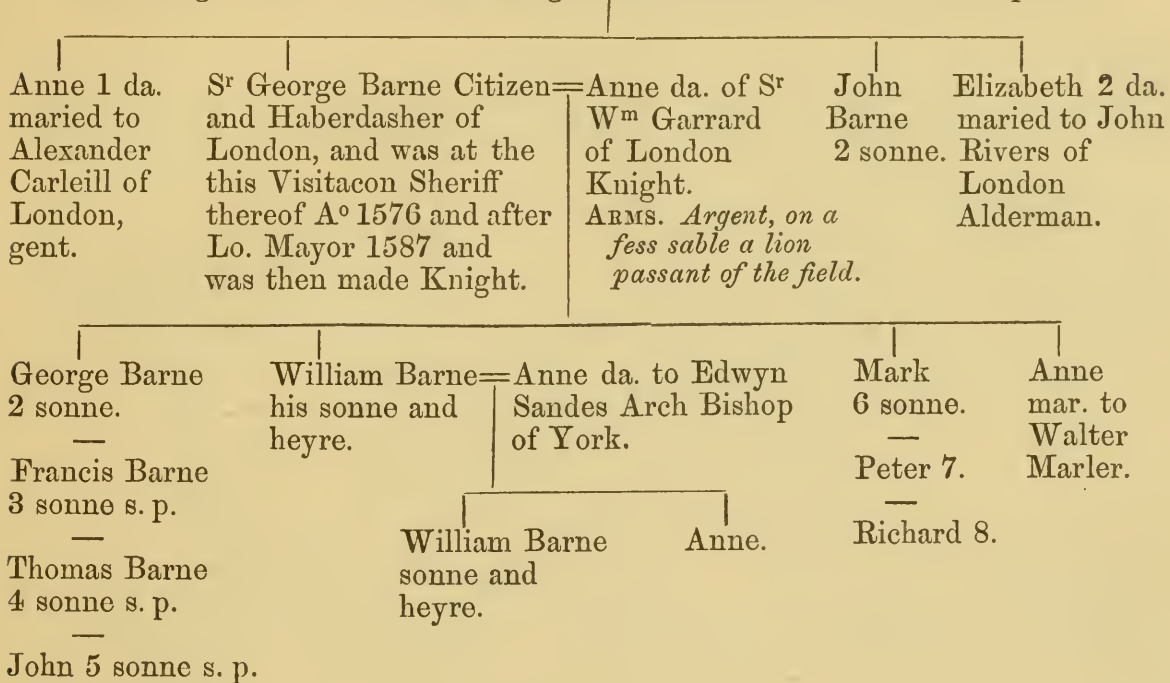 Anne 1 da.
maried to
Alexander
Carleill of
London,
gent.
Sʳ George Barne Citizen=
and Haberdasher of
London, and was at the
this Visitacon Sheriff
thereof Aº 1576 and after
Lo. Mayor 1587 and
was then made Knight.
Anne da. of Sʳ
Wᵐ Garrard
of London
Knight.
ARMS. Argent, on a
fess sable a lion
passant of the field.
John
Barne
2 sonne.
Elizabeth 2 da.
maried to John
Rivers of
London
Alderman.
George Barne
2 sonne.
—
Francis Barne
3 sonne s. p.
—
Thomas Barne
4 sonne s. p.
—
John 5 sonne s. p.
William Barne=
his sonne and
heyre.
Anne da. to Edwyn
Sandes Arch Bishop
of York.
William Barne
sonne and
heyre.
Anne.
Mark
6 sonne.
—
Peter 7.
—
Richard 8.
Anne
mar. to
Walter
Marler.